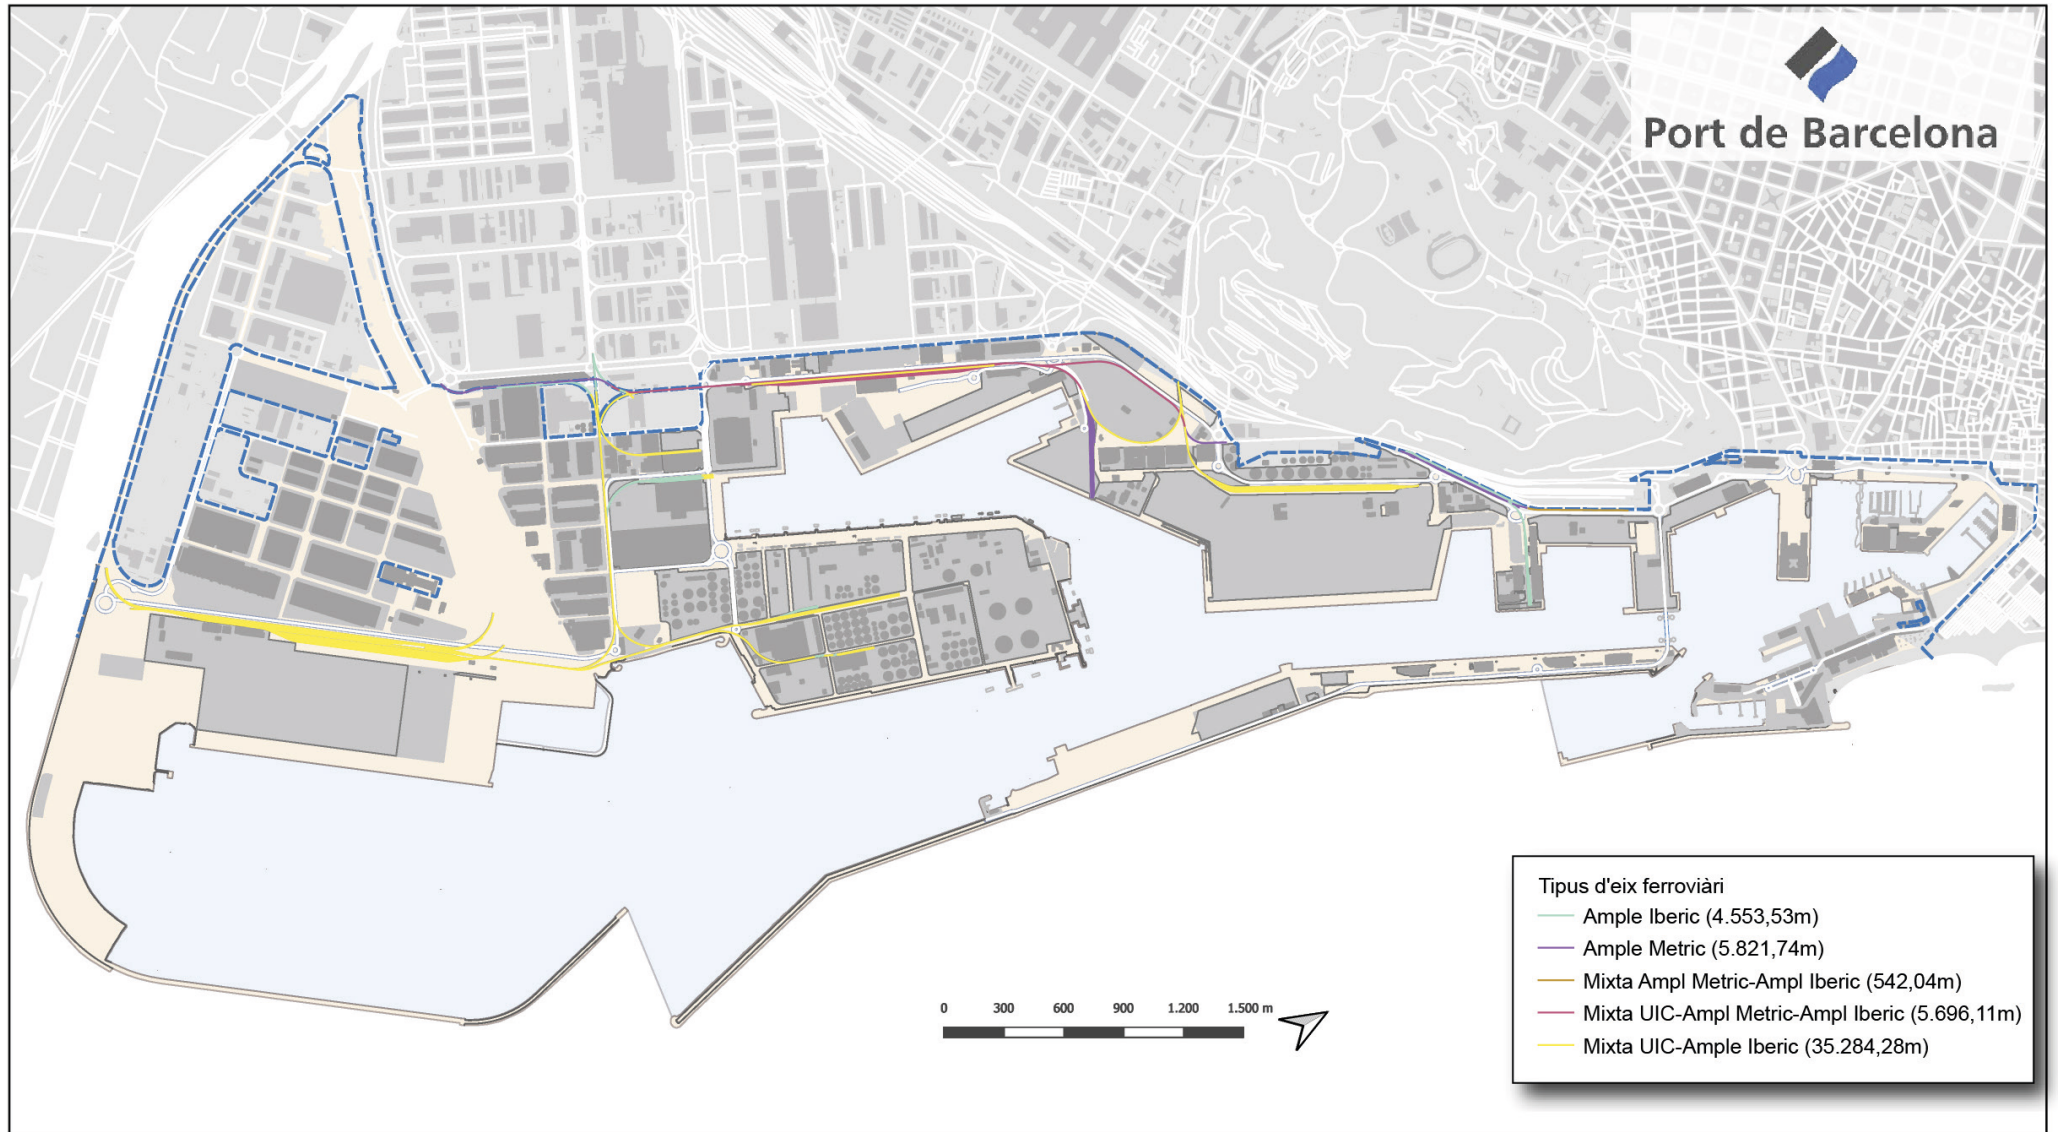 Port de Barcelona
Tipus d'eix ferroviàri
Ample Iberic (4.553,53m)
Ample Metric (5.821,74m)
Mixta Ampl Metric-Ampl Iberic (542,04m)
Mixta UIC-Ampl Metric-Ampl Iberic (5.696,11m)
Mixta UIC-Ample Iberic (35.284,28m)
0 300 600 900 1.200 1.500 m